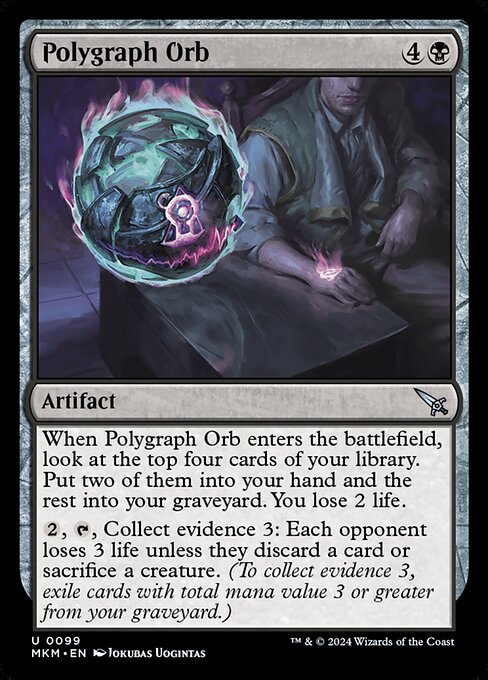 Polygraph Orb 4
Artifact
When Polygraph Orb enters the battlefield,
look at the top four cards of your library.
Put two of them into your hand and the
rest into your graveyard. You lose 2 life.
2, , Collect evidence 3: Each opponent
loses 3 life unless they discard a card or
sacrifice a creature. (To collect evidence 3,
exile cards with total mana value 3 or greater
from your graveyard.)
U 0099
MKM • EN Jokubas Uogintas
™ & © 2024 Wizards of the Coast